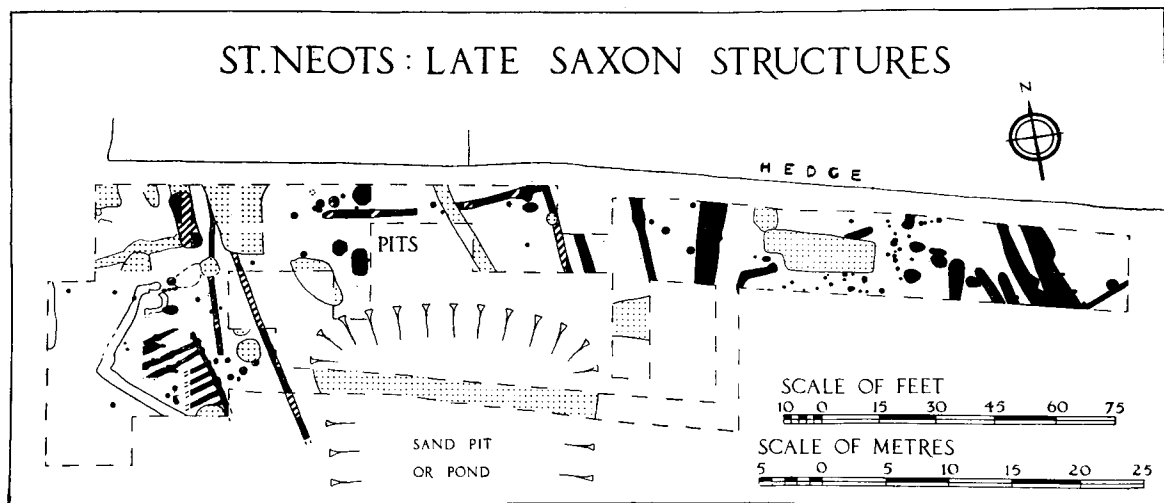 ST. NEOTS : LATE SAXON STRUCTURES
N
HEDGE
PITS
SCALE OF FEET
10 0 15 30 45 60 75
SAND PIT
OR POND
SCALE OF METRES
5 0 5 10 15 20 25